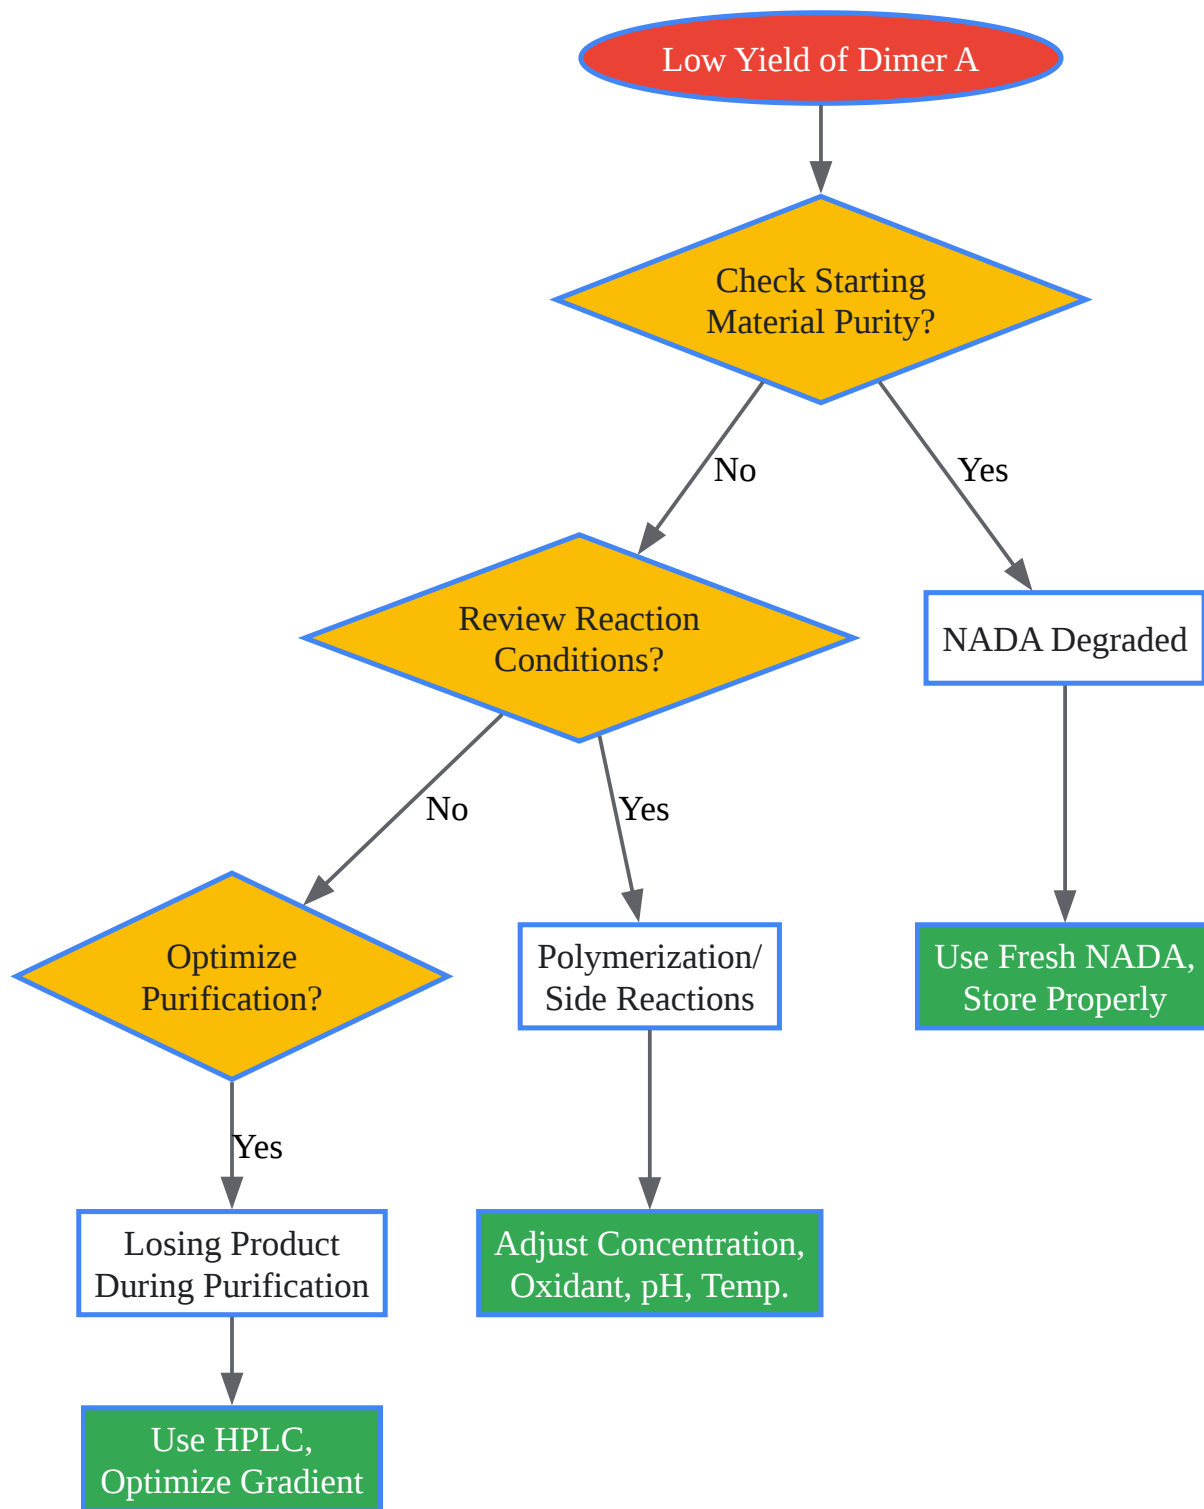 Low Yield of Dimer A
Check Starting
Material Purity?
No
Yes
Review Reaction
Conditions?
NADA Degraded
No
Yes
Optimize
Purification?
Polymerization/
Side Reactions
Use Fresh NADA,
Store Properly
Yes
Losing Product
During Purification
Adjust Concentration,
Oxidant, pH, Temp.
Use HPLC,
Optimize Gradient